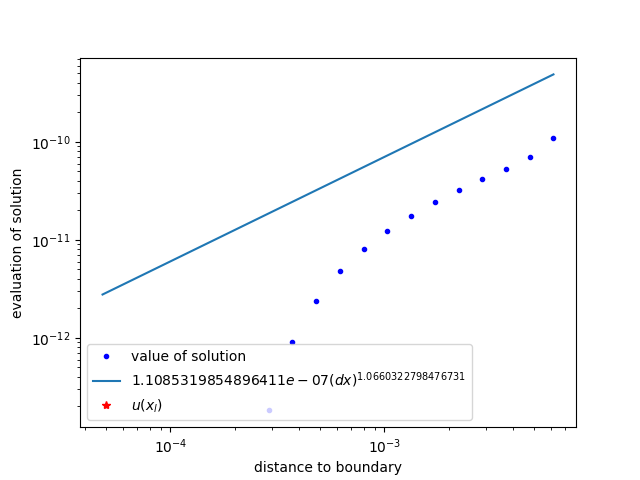 10⁻¹⁰
10⁻¹¹
10⁻¹²
evaluation of solution
value of solution
1.1085319854896411e − 07(dx)^1.0660322798476731
u(x_l)
10⁻⁴ 10⁻³
distance to boundary